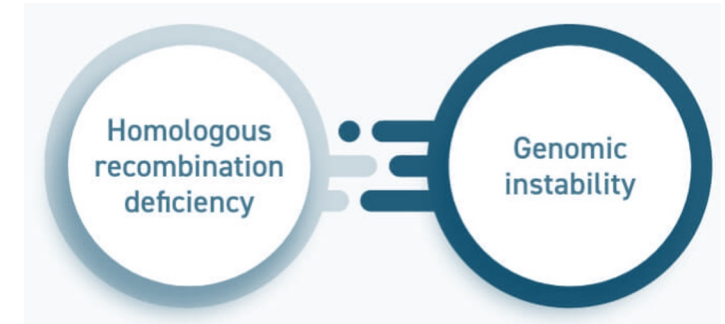 Homologous
recombination
deficiency
Genomic
instability